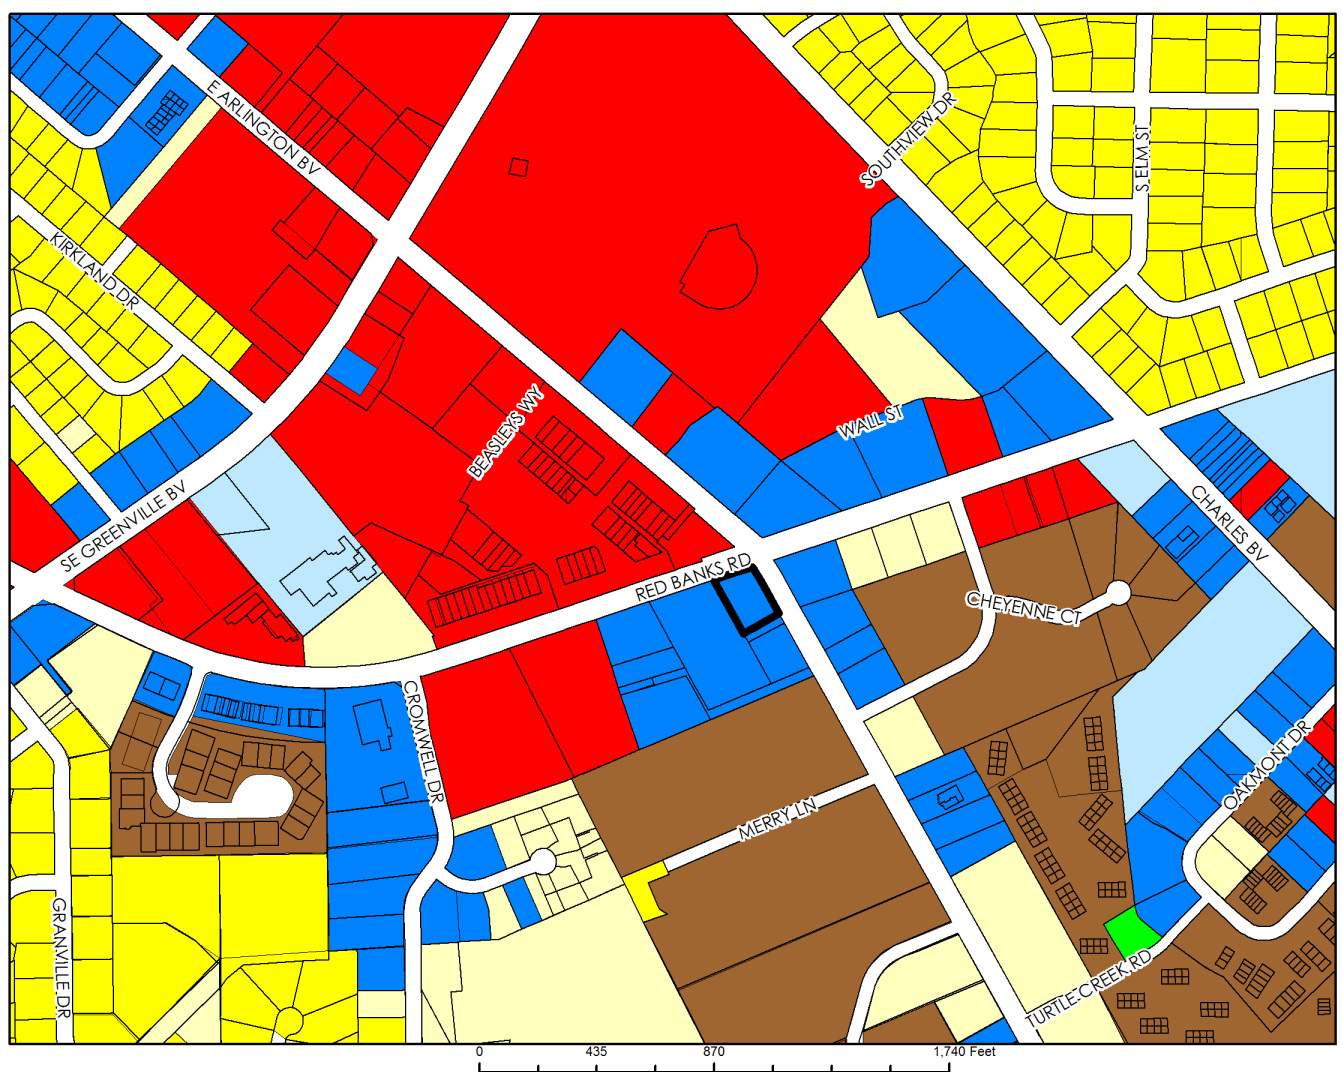 E ARLINGTON BV
SOUTHVIEW DR
S ELM ST
KIRKLAND DR
BEASLEYS WY
WALL ST
SE GREENVILLE BV
CHARLES BV
RED BANKS RD
CHEYENNE CT
CROMWELL DR
OAKMONT DR
MERRY LN
GRANVILLE DR
TURTLE CREEK RD
0 435 870 1,740 Feet